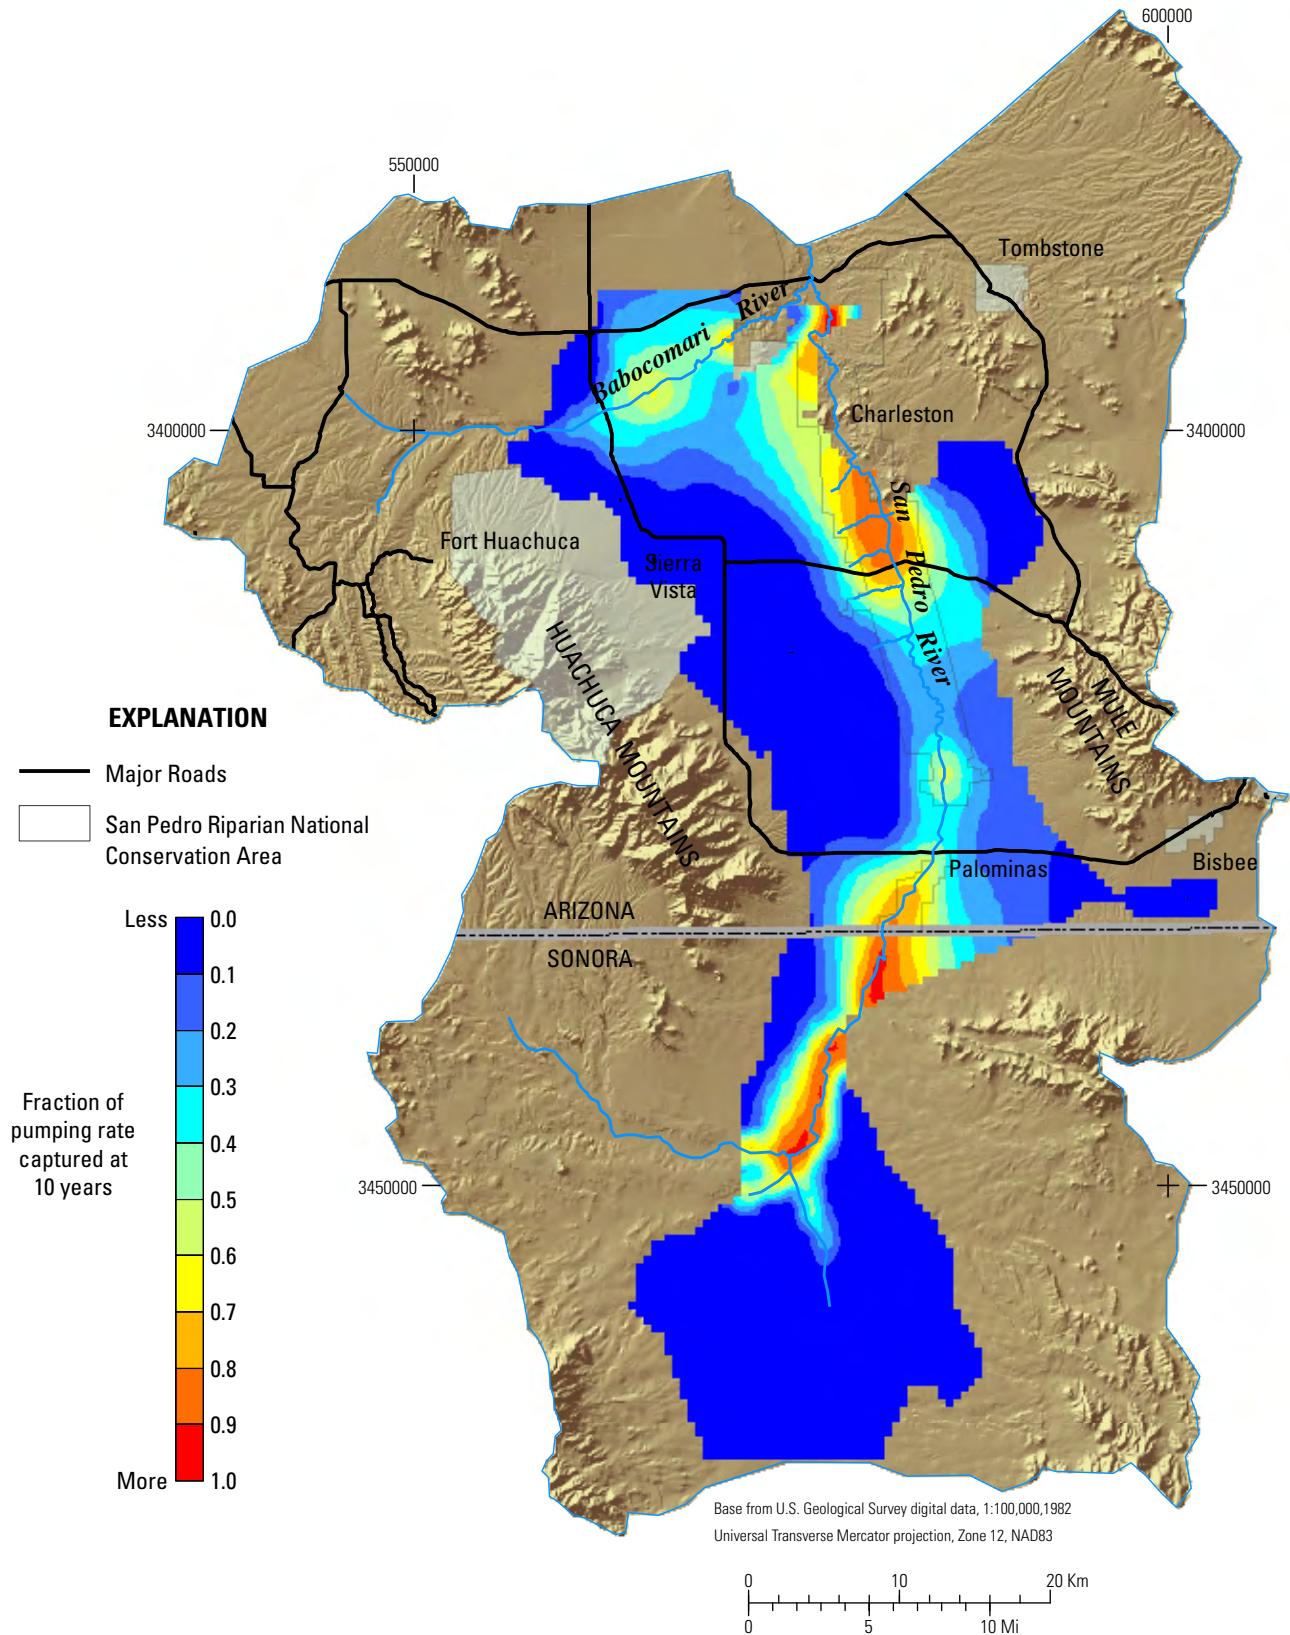 600000
550000
Tombstone
Babocomari River
Charleston
3400000
3400000
San Pedro River
Fort Huachuca
Sierra
Vista
HUACHUCA MOUNTAINS
MULE
MOUNTAINS
EXPLANATION
Major Roads
San Pedro Riparian National
Conservation Area
Palominas
Bisbee
ARIZONA
SONORA
Less
0.0
0.1
0.2
0.3
0.4
0.5
0.6
0.7
0.8
0.9
More
1.0
Fraction of
pumping rate
captured at
10 years
3450000
3450000
Base from U.S. Geological Survey digital data, 1:100,000,1982
Universal Transverse Mercator projection, Zone 12, NAD83
0 10 20 Km
0 5 10 Mi